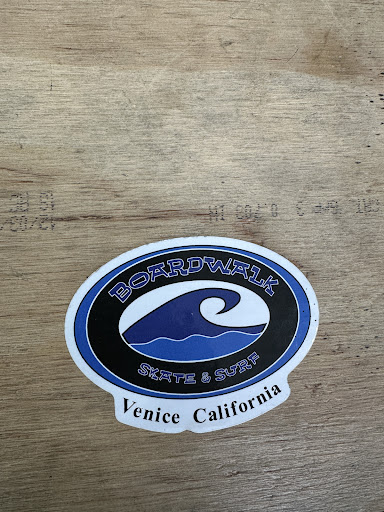 BOARDWALK
SKATE & SURF
Venice California